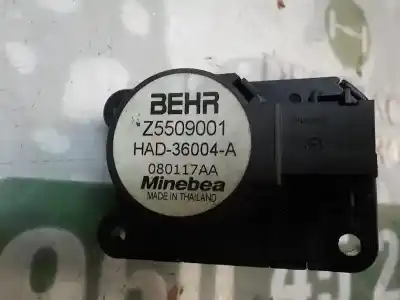 BEHR
Z5509001
HAD-36004-A
080117AA
Minebea
MADE IN THAILAND